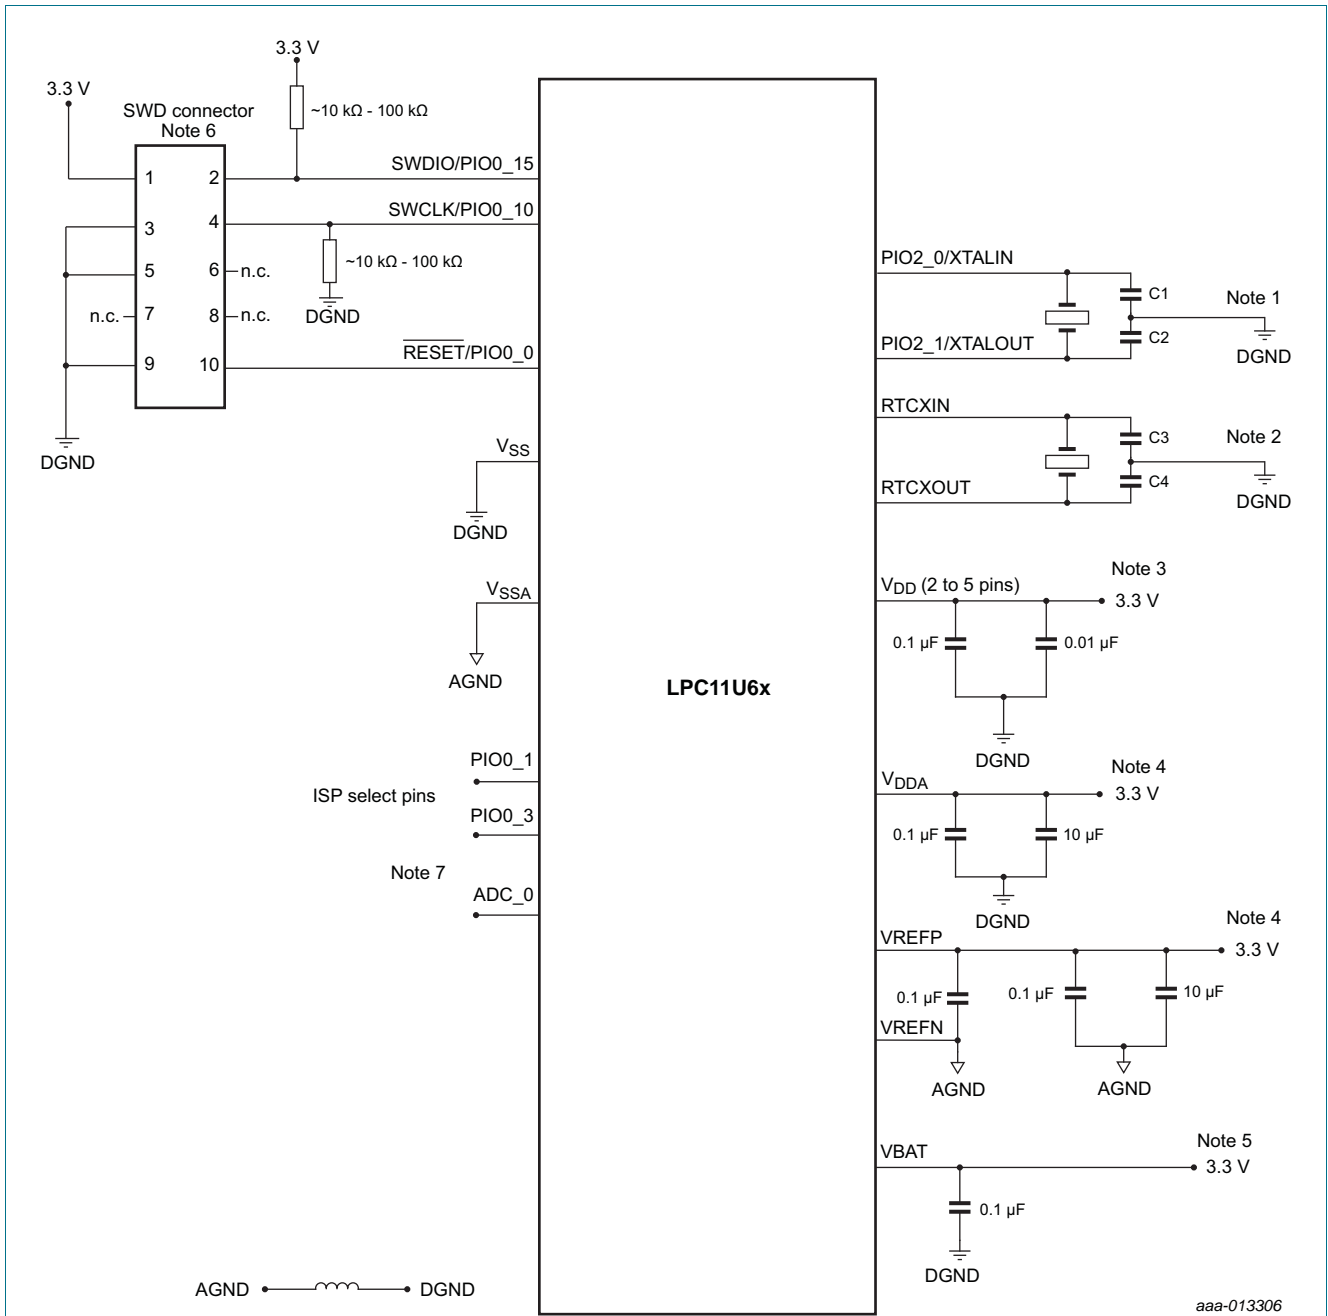 3.3 V
3.3 V
SWD connector
Note 6
~10 kΩ - 100 kΩ
1
2
SWDIO/PIO0_15
3
4
SWCLK/PIO0_10
~10 kΩ - 100 kΩ
5
6
n.c.
DGND
n.c.
7
8
n.c.
9
10
RESET/PIO0_0
DGND
VSS
DGND
VSSA
AGND
PIO0_1
ISP select pins
PIO0_3
Note 7
ADC_0
AGND
DGND
LPC11U6x
PIO2_0/XTALIN
C1
Note 1
C2
DGND
PIO2_1/XTALOUT
RTCXIN
C3
Note 2
C4
DGND
RTCXOUT
VDD (2 to 5 pins)
Note 3
3.3 V
0.1 µF
0.01 µF
DGND
VDDA
Note 4
3.3 V
0.1 µF
10 µF
DGND
VREFP
Note 4
3.3 V
0.1 µF
0.1 µF
10 µF
VREFN
AGND
AGND
VBAT
Note 5
3.3 V
0.1 µF
DGND
aaa-013306